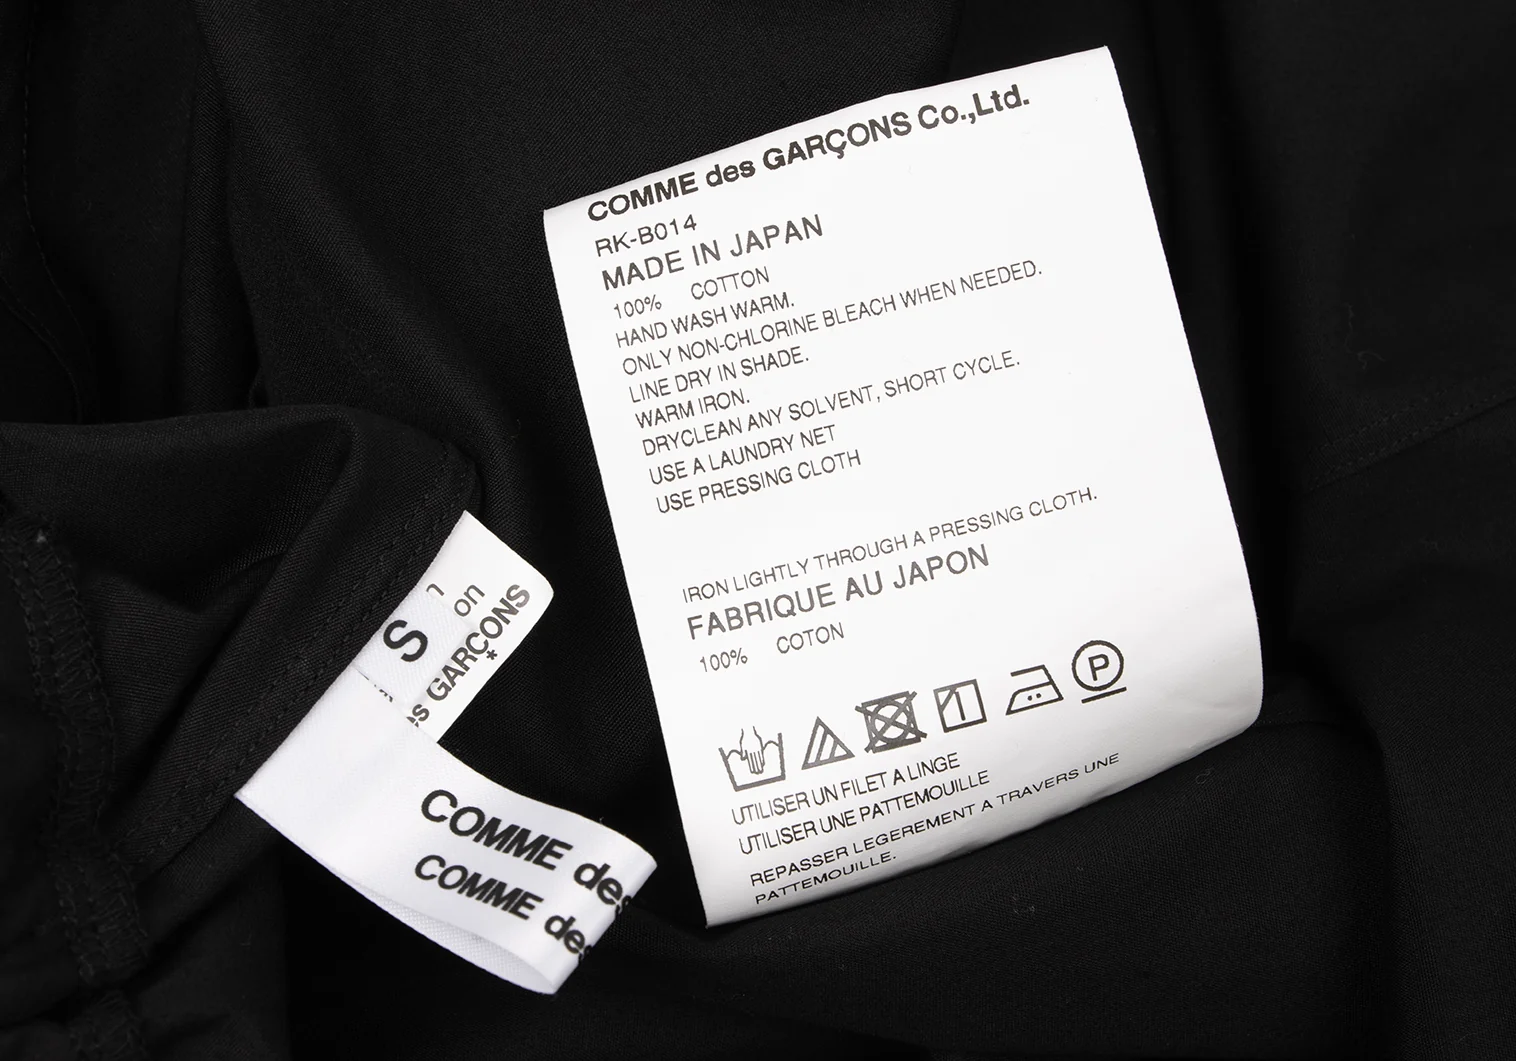 COMME des GARÇONS Co.,Ltd.
RK-B014
MADE IN JAPAN
100% COTTON
HAND WASH WARM.
ONLY NON-CHLORINE BLEACH WHEN NEEDED.
LINE DRY IN SHADE.
WARM IRON.
DRYCLEAN ANY SOLVENT, SHORT CYCLE.
USE A LAUNDRY NET
USE PRESSING CLOTH
IRON LIGHTLY THROUGH A PRESSING CLOTH.
FABRIQUE AU JAPON
100% COTON
P
UTILISER UN FILET A LINGE
UTILISER UNE PATTEMOUILLE
REPASSER LEGEREMENT A TRAVERS UNE
PATTEMOUILLE.
S
on
es GARÇONS
*
COMME des
COMME des